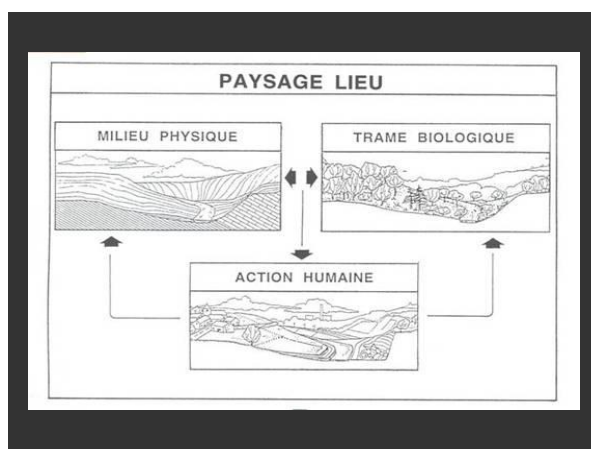 PAYSAGE LIEU
MILIEU PHYSIQUE
TRAME BIOLOGIQUE
ACTION HUMAINE